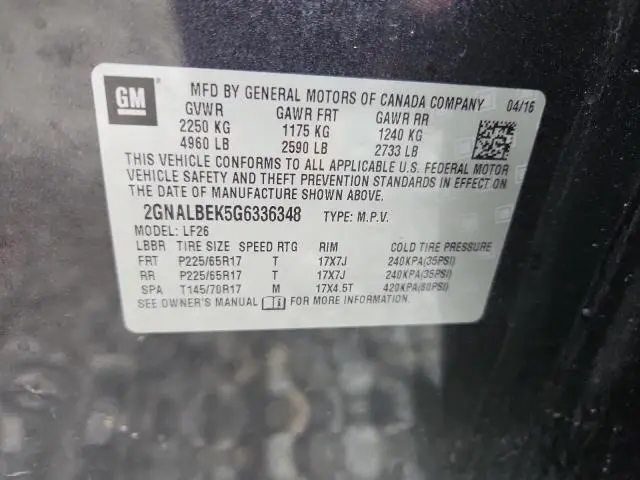 GM MFD BY GENERAL MOTORS OF CANADA COMPANY 04/16
GVWR GAWR FRT GAWR RR
2250 KG 1175 KG 1240 KG
4960 LB 2590 LB 2733 LB
THIS VEHICLE CONFORMS TO ALL APPLICABLE U.S. FEDERAL MOTOR
VEHICLE SAFETY AND THEFT PREVENTION STANDARDS IN EFFECT ON THE
DATE OF MANUFACTURE SHOWN ABOVE.
2GNALBEK5G6336348 TYPE: M.P.V.
MODEL: LF26
LBBR TIRE SIZE SPEED RTG RIM COLD TIRE PRESSURE
FRT P225/65R17 T 17X7J 240KPA(35PSI)
RR P225/65R17 T 17X7J 240KPA(35PSI)
SPA T145/70R17 M 17X4.5T 420KPA(60PSI)
SEE OWNER'S MANUAL FOR MORE INFORMATION.